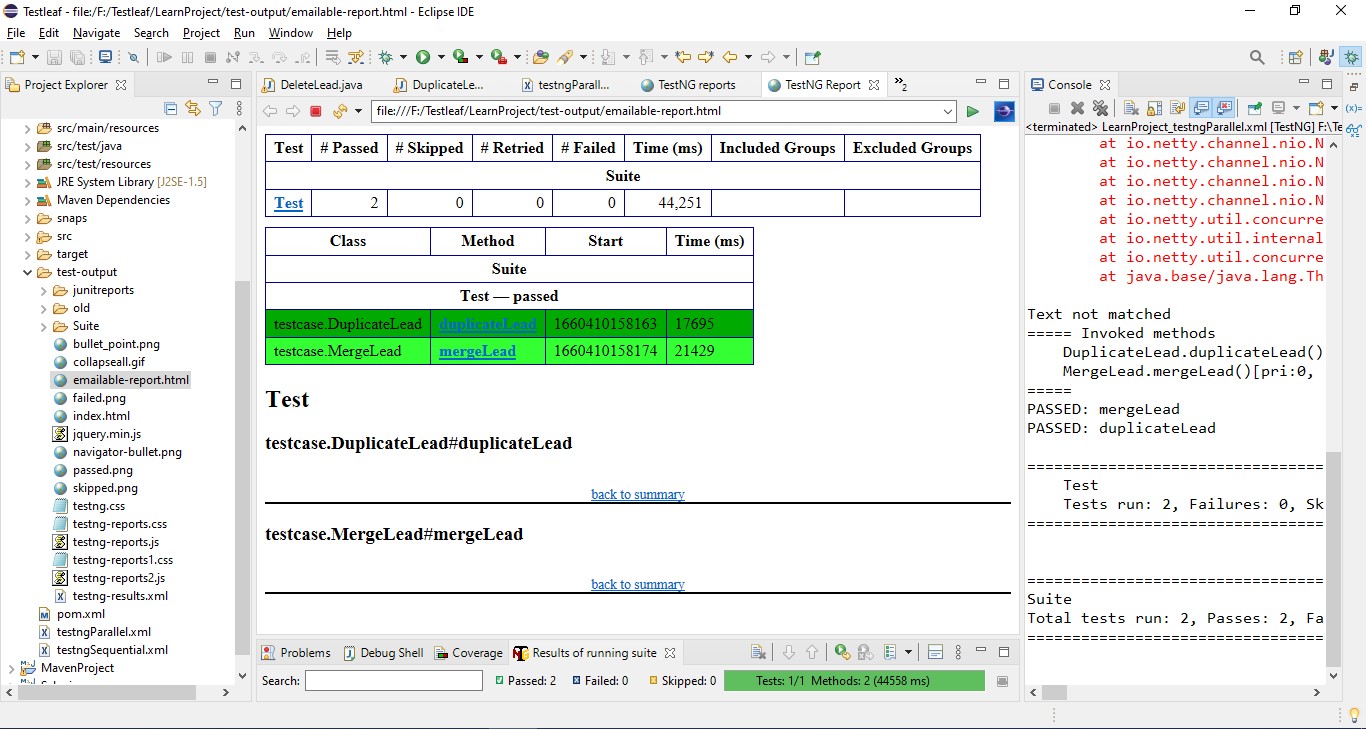 Testleaf - file:/F:/Testleaf/LearnProject/test-output/emailable-report.html - Eclipse IDE
File Edit Navigate Search Project Run Window Help
Project Explorer
src/main/resources
src/test/java
src/test/resources
JRE System Library [J2SE-1.5]
Maven Dependencies
snaps
src
target
test-output
junitreports
old
Suite
bullet_point.png
collapseall.gif
emailable-report.html
failed.png
index.html
jquery.min.js
navigator-bullet.png
passed.png
skipped.png
testng.css
testng-reports.css
testng-reports.js
testng-reports1.css
testng-reports2.js
testng-results.xml
pom.xml
testngParallel.xml
testngSequential.xml
MavenProject
DeleteLead.java DuplicateLe... testngParall... TestNG reports TestNG Report 2
file:///F:/Testleaf/LearnProject/test-output/emailable-report.html
Test # Passed # Skipped # Retried # Failed Time (ms) Included Groups Excluded Groups
Suite
Test 2 0 0 0 44,251
Class Method Start Time (ms)
Suite
Test — passed
testcase.DuplicateLead duplicateLead 1660410158163 17695
testcase.MergeLead mergeLead 1660410158174 21429
Test
testcase.DuplicateLead#duplicateLead
back to summary
testcase.MergeLead#mergeLead
back to summary
Problems Debug Shell Coverage Results of running suite
Search: Passed: 2 Failed: 0 Skipped: 0 Tests: 1/1 Methods: 2 (44558 ms)
Console
<terminated> LearnProject_testngParallel.xml [TestNG] F:\Te
at io.netty.channel.nio.N
at io.netty.channel.nio.N
at io.netty.channel.nio.N
at io.netty.channel.nio.N
at io.netty.util.concurre
at io.netty.util.internal
at io.netty.util.concurre
at java.base/java.lang.Th
Text not matched
===== Invoked methods
DuplicateLead.duplicateLead()
MergeLead.mergeLead()[pri:0,
=====
PASSED: mergeLead
PASSED: duplicateLead
=================================
Test
Tests run: 2, Failures: 0, Sk
=================================
=================================
Suite
Total tests run: 2, Passes: 2, Fa
=================================